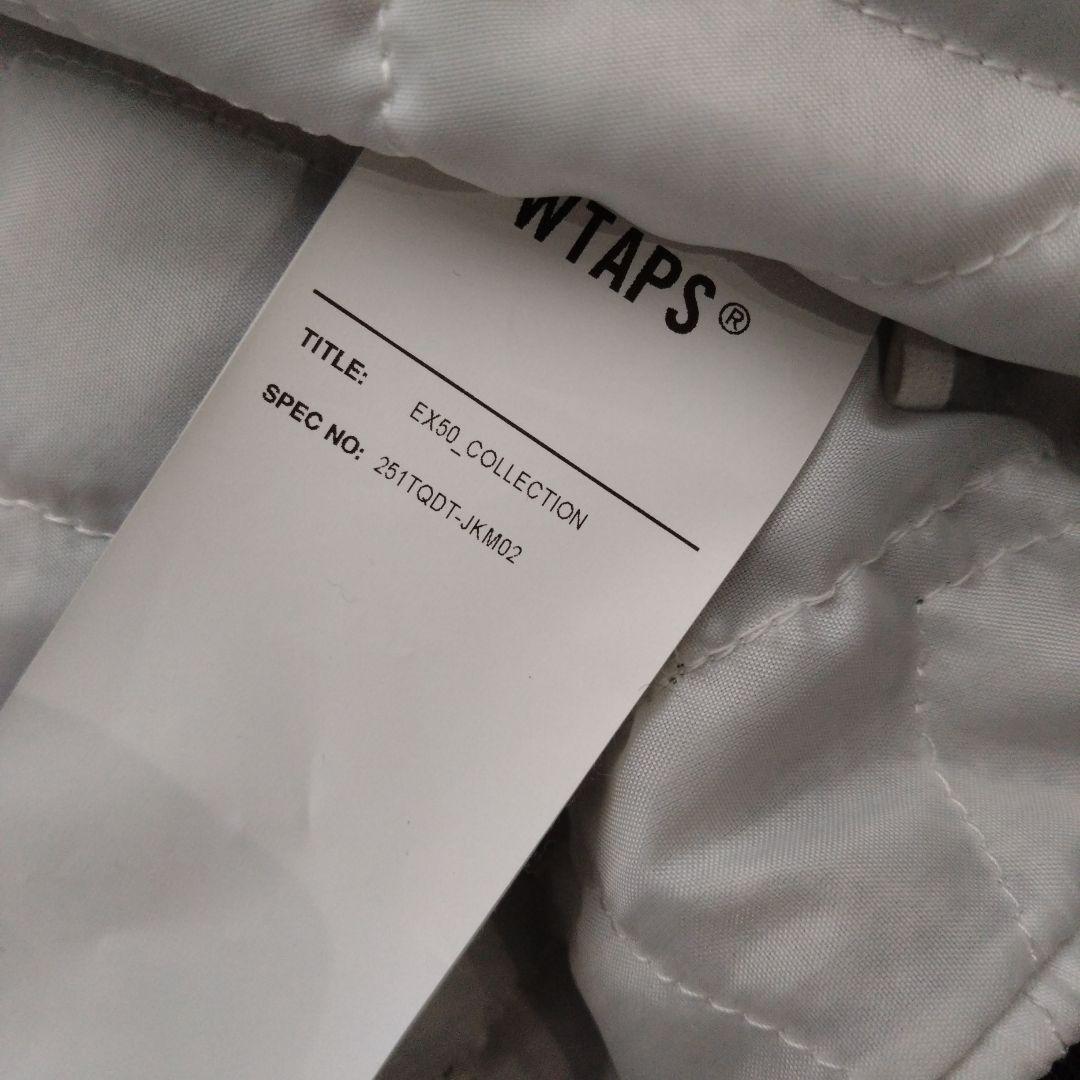 WTAPS®
TITLE: EX50_COLLECTION
SPEC NO: 251TQDT-JKM02